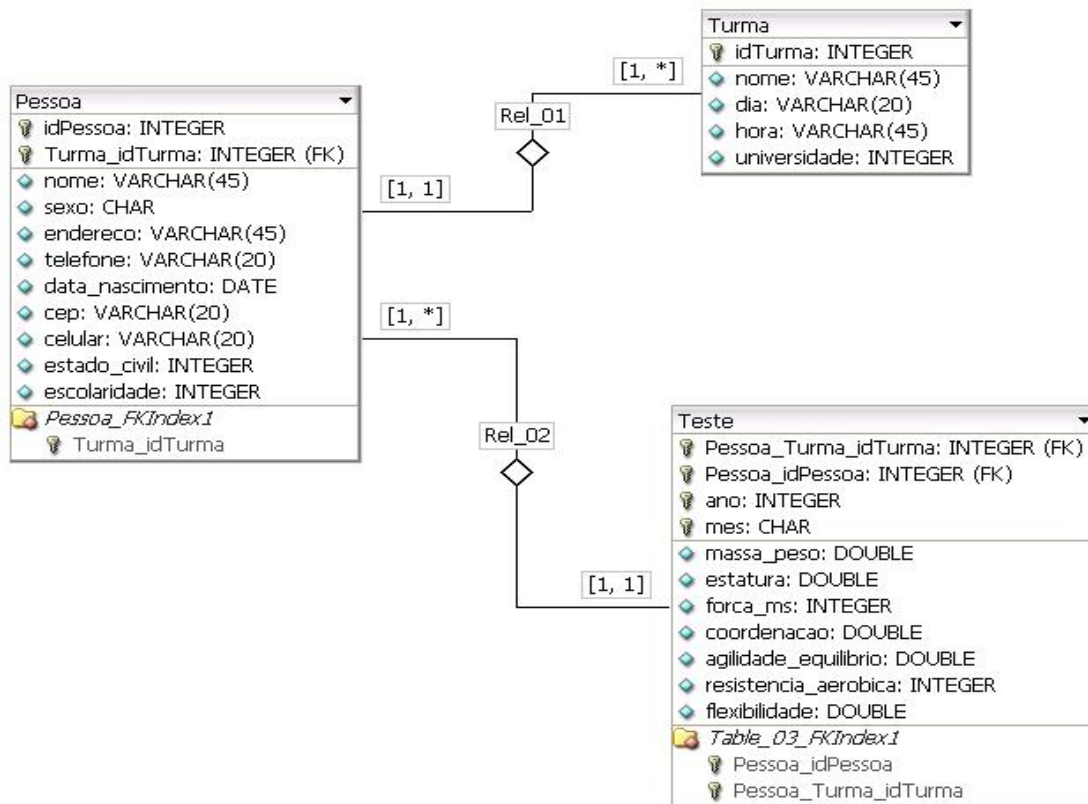 Turma
idTurma: INTEGER
nome: VARCHAR(45)
dia: VARCHAR(20)
hora: VARCHAR(45)
universidade: INTEGER
[1, *]
Rel_01
[1, 1]
Pessoa
idPessoa: INTEGER
Turma_idTurma: INTEGER (FK)
nome: VARCHAR(45)
sexo: CHAR
endereco: VARCHAR(45)
telefone: VARCHAR(20)
data_nascimento: DATE
cep: VARCHAR(20)
celular: VARCHAR(20)
estado_civil: INTEGER
escolaridade: INTEGER
Pessoa_FKIndex1
Turma_idTurma
[1, *]
Rel_02
[1, 1]
Teste
Pessoa_Turma_idTurma: INTEGER (FK)
Pessoa_idPessoa: INTEGER (FK)
ano: INTEGER
mes: CHAR
massa_peso: DOUBLE
estatura: DOUBLE
forca_ms: INTEGER
coordenacao: DOUBLE
agilidade_equilibrio: DOUBLE
resistencia_aerobica: INTEGER
flexibilidade: DOUBLE
Table_03_FKIndex1
Pessoa_idPessoa
Pessoa_Turma_idTurma